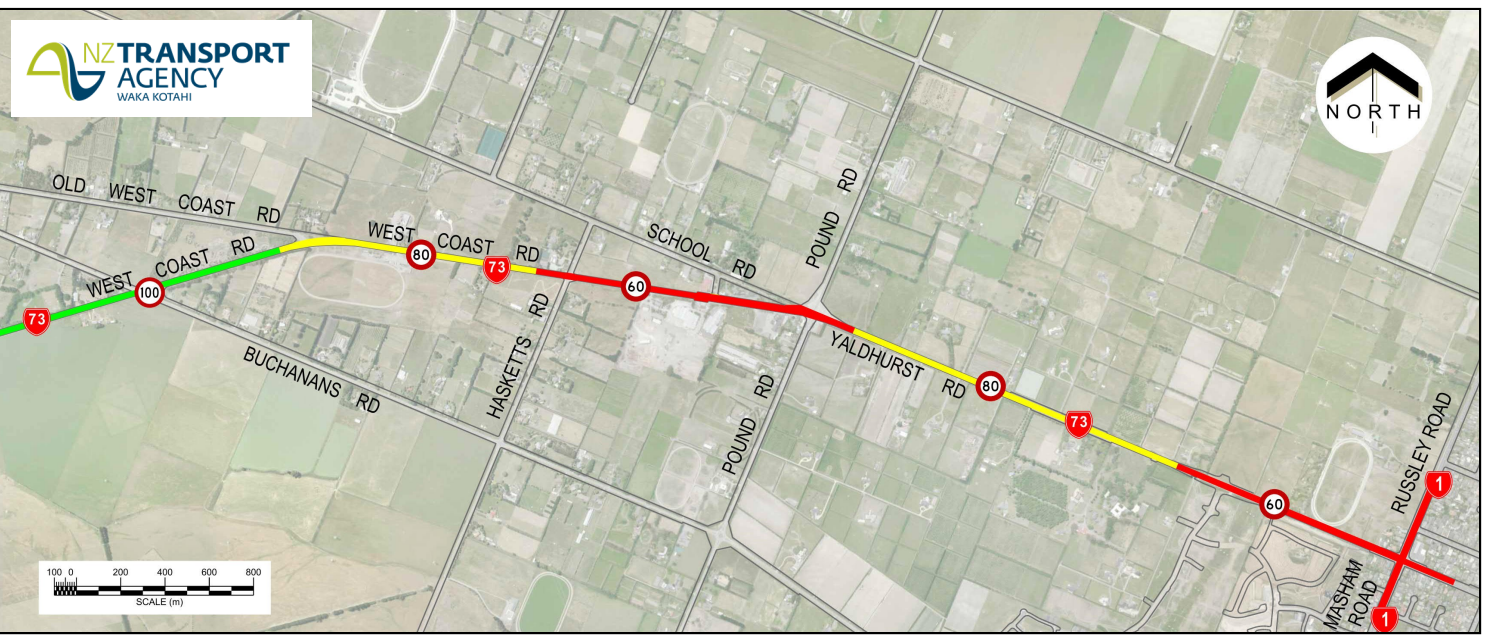 NZ TRANSPORT
AGENCY
WAKA KOTAHI
NORTH
OLD WEST COAST RD
WEST COAST RD
73
100
WEST COAST RD
80
73
SCHOOL RD
60
POUND RD
HASKETTS RD
BUCHANANS RD
YALDHURST RD
80
POUND RD
73
60
RUSSLEY ROAD
1
MASHAM
ROAD
1
100 0 200 400 600 800
SCALE (m)